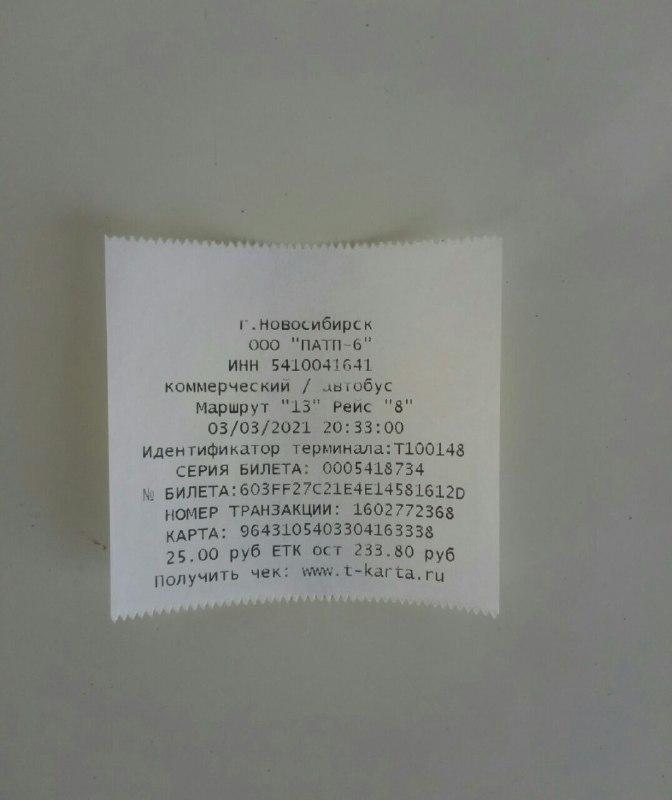 г.Новосибирск
ООО "ПАТП-6"
ИНН 5410041641
коммерческий / автобус
Маршрут "13" Рейс "8"
03/03/2021 20:33:00
Идентификатор терминала:T100148
СЕРИЯ БИЛЕТА: 0005418734
№ БИЛЕТА:603FF27C21E4E14581612D
НОМЕР ТРАНЗАКЦИИ: 1602772368
КАРТА: 9643105403304163338
25.00 руб ЕТК ост 233.80 руб
Получить чек: www.t-karta.ru